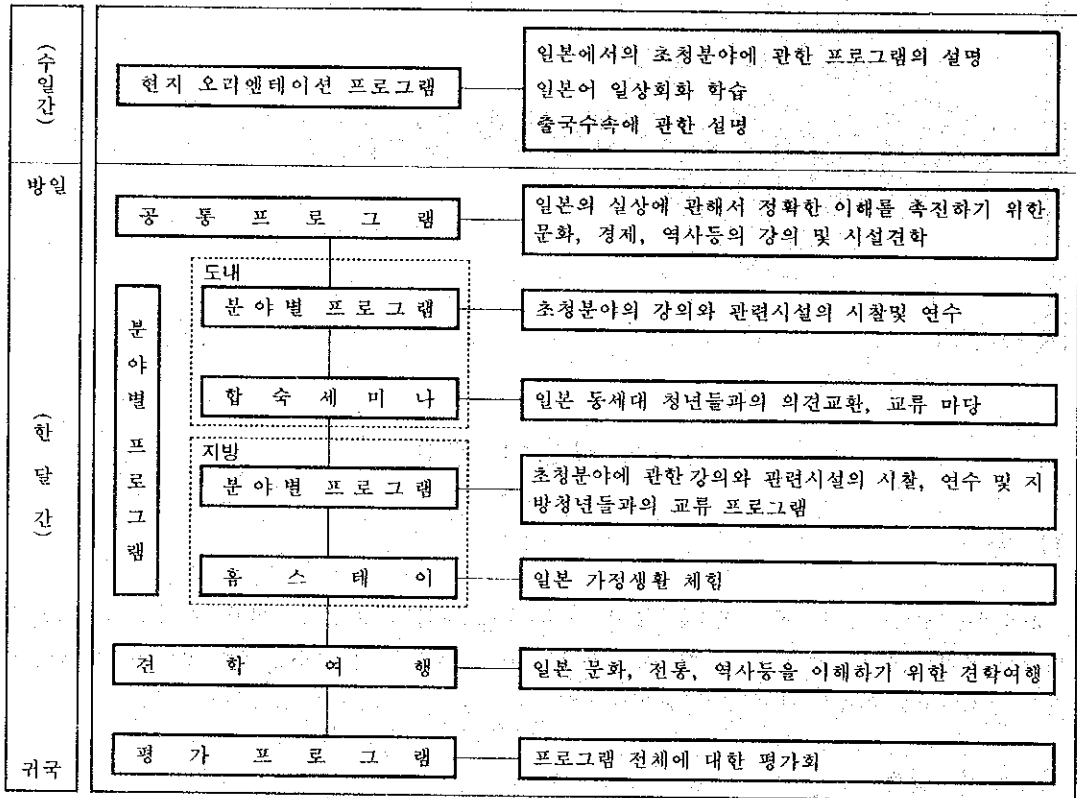 (수일간)
현지 오리엔테이션 프로그램
일본에서의 초청분야에 관한 프로그램의 설명
일본어 일상회화 학습
출국수속에 관한 설명
방일
공통프로그램
일본의 실상에 관해서 정확한 이해를 촉진하기 위한
문화, 경제, 역사등의 강의 및 시설견학
(한달간)
분야별 프로그램
도내
분야별 프로그램
초청분야의 강의와 관련시설의 시찰및 연수
합숙세미나
일본 동세대 청년들과의 의견교환, 교류 마당
지방
분야별 프로그램
초청분야에 관한 강의와 관련시설의 시찰, 연수 및 지
방청년들과의 교류 프로그램
홈스테이
일본 가정생활 체험
견학여행
일본 문화, 전통, 역사등을 이해하기 위한 견학여행
평가프로그램
프로그램 전체에 대한 평가회
귀국